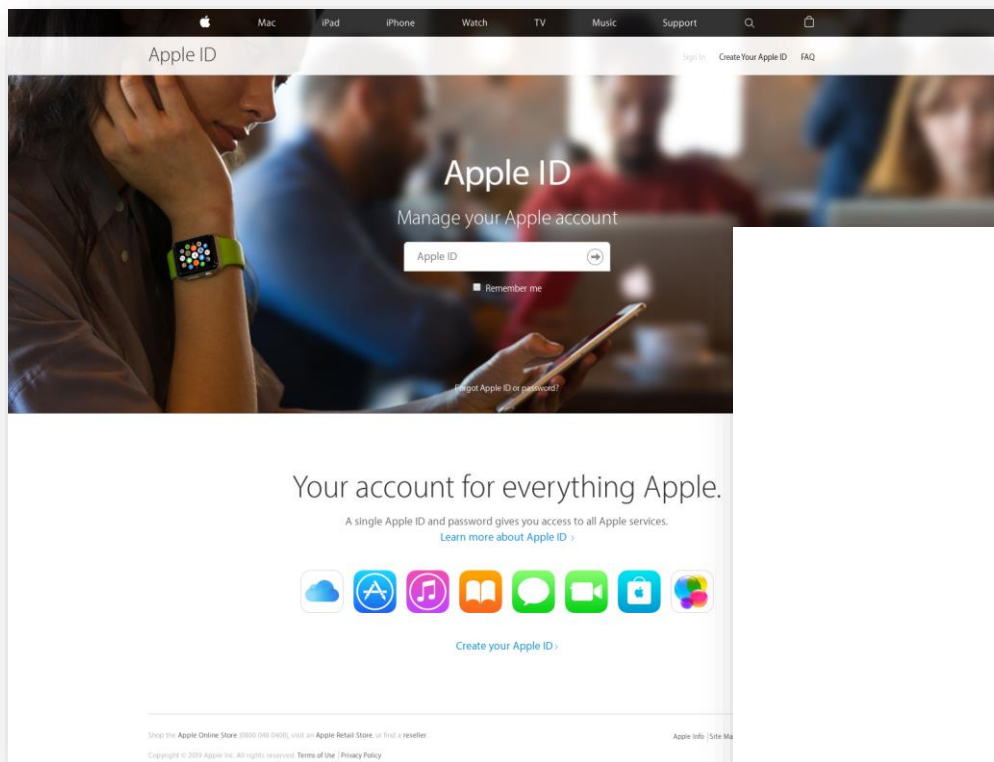 Mac iPad iPhone Watch TV Music Support
Apple ID
Sign In Create Your Apple ID FAQ
Apple ID
Manage your Apple account
Apple ID
Remember me
Forgot Apple ID or password?
Your account for everything Apple.
A single Apple ID and password gives you access to all Apple services.
Learn more about Apple ID ›
Create your Apple ID ›
Shop the Apple Online Store (0800 048 0408), visit an Apple Retail Store, or find a reseller
Apple Info | Site Ma
Copyright © 2019 Apple Inc. All rights reserved. Terms of Use | Privacy Policy